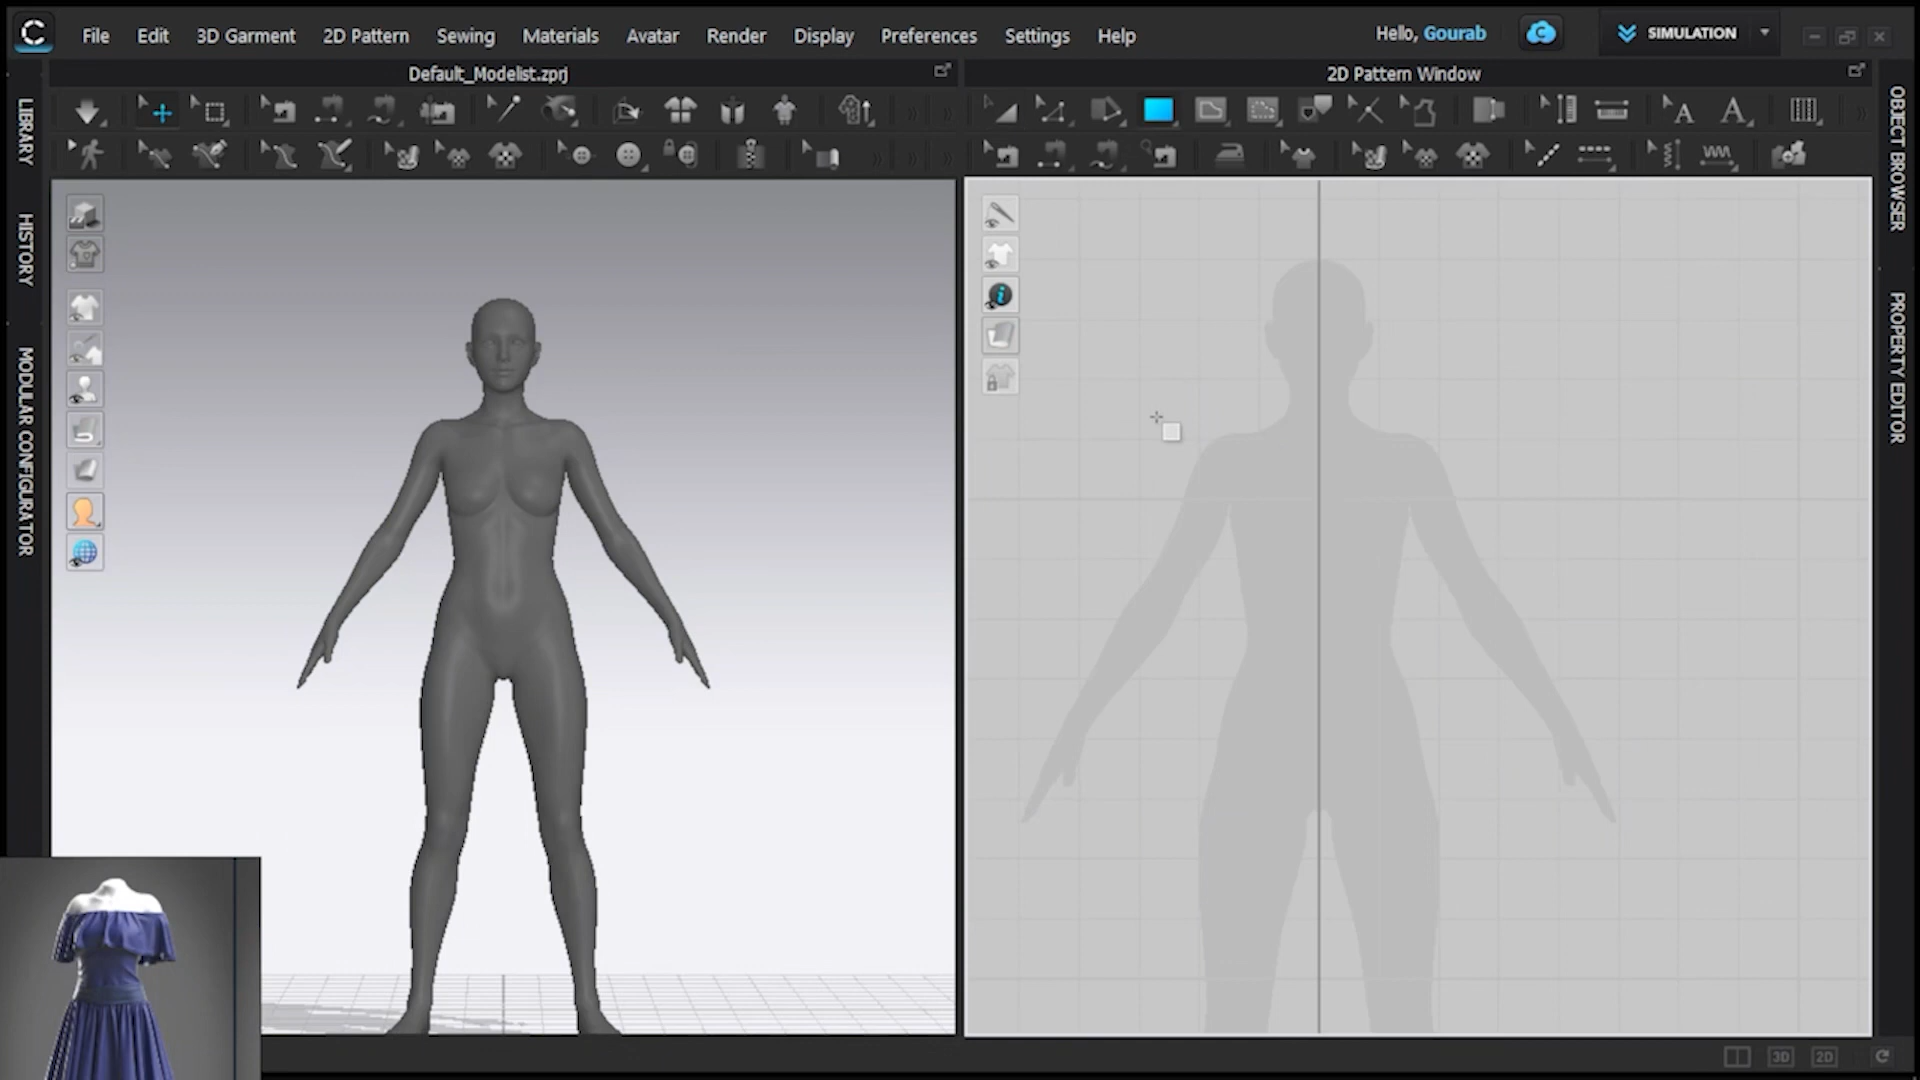 File Edit 3D Garment 2D Pattern Sewing Materials Avatar Render Display Preferences Settings Help
Hello, Gourab
SIMULATION
Default_Modelist.zprj
2D Pattern Window
LIBRARY
HISTORY
MODULAR CONFIGURATOR
OBJECT BROWSER
PROPERTY EDITOR
3D 2D